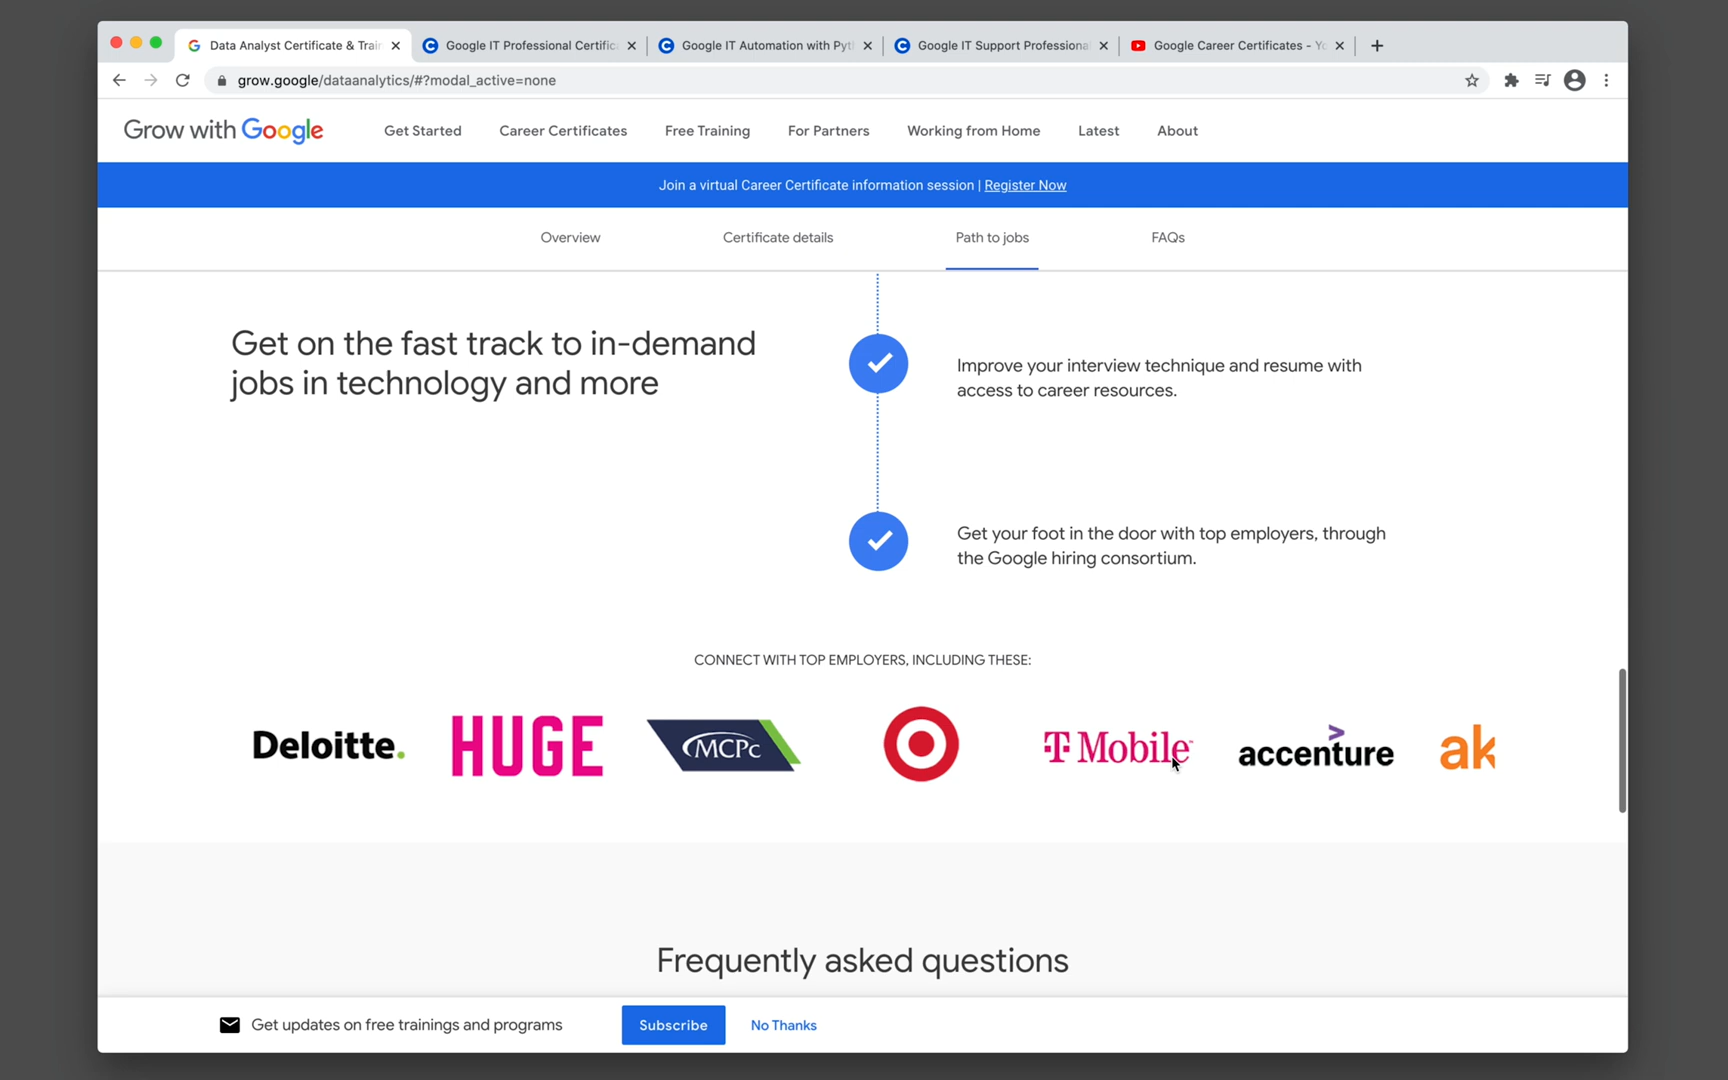 Data Analyst Certificate & Trai
Google IT Professional Certific
Google IT Automation with Pyt
Google IT Support Professiona
Google Career Certificates - Yo
grow.google/dataanalytics/#?modal_active=none
Grow with Google
Get Started
Career Certificates
Free Training
For Partners
Working from Home
Latest
About
Join a virtual Career Certificate information session | Register Now
Overview
Certificate details
Path to jobs
FAQs
Get on the fast track to in-demand
jobs in technology and more
Improve your interview technique and resume with
access to career resources.
Get your foot in the door with top employers, through
the Google hiring consortium.
CONNECT WITH TOP EMPLOYERS, INCLUDING THESE:
Deloitte.
HUGE
MCPc
T Mobile
accenture
ak
Frequently asked questions
Get updates on free trainings and programs
Subscribe
No Thanks